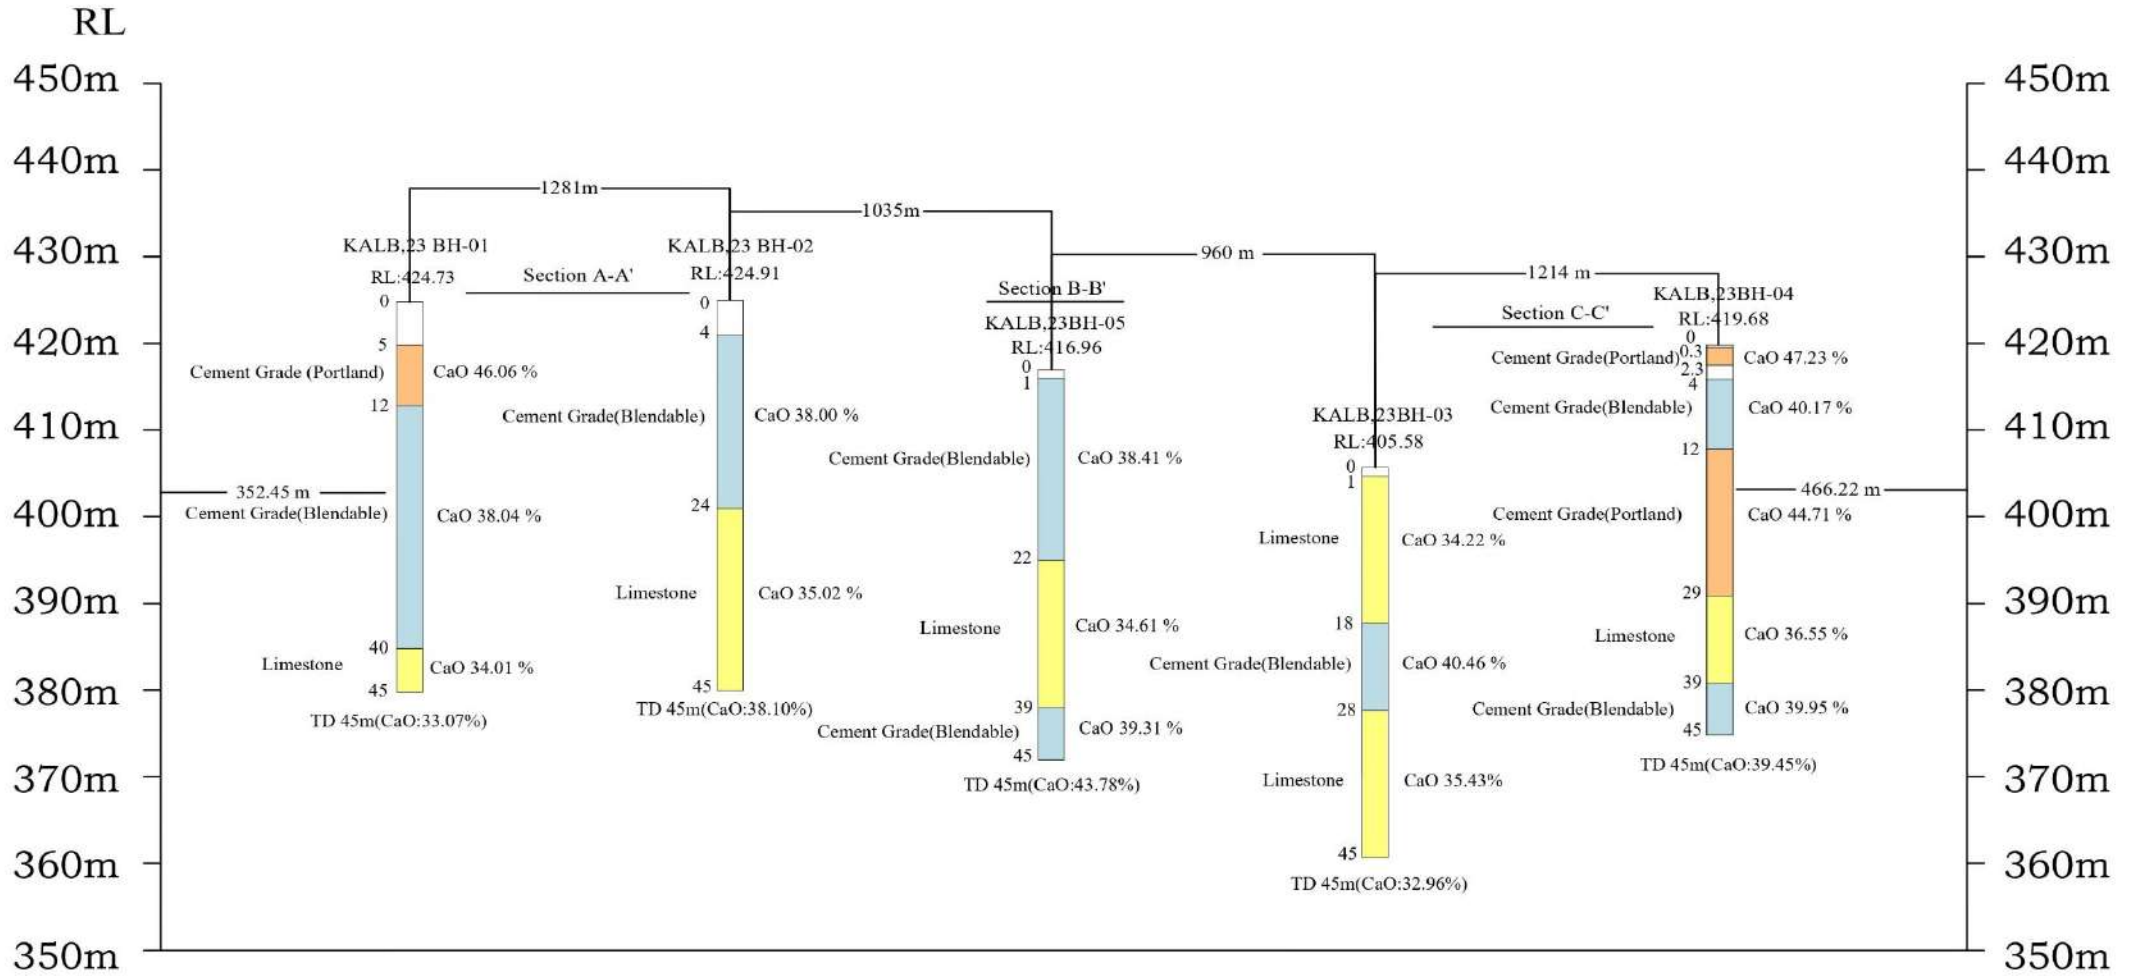 RL
450m
440m
430m
420m
410m
400m
390m
380m
370m
360m
350m
352.45 m
1281m
1035m
960 m
1214 m
466.22 m
KALB,23 BH-01
RL:424.73
0
5
Cement Grade (Portland)
CaO 46.06 %
12
Cement Grade(Blendable)
CaO 38.04 %
40
Limestone
CaO 34.01 %
45
TD 45m(CaO:33.07%)
Section A-A'
KALB,23 BH-02
RL:424.91
0
4
Cement Grade(Blendable)
CaO 38.00 %
24
Limestone
CaO 35.02 %
45
TD 45m(CaO:38.10%)
Section B-B'
KALB,23BH-05
RL:416.96
0
1
Cement Grade(Blendable)
CaO 38.41 %
22
Limestone
CaO 34.61 %
39
Cement Grade(Blendable)
CaO 39.31 %
45
TD 45m(CaO:43.78%)
KALB,23BH-03
RL:405.58
0
1
Limestone
CaO 34.22 %
18
Cement Grade(Blendable)
CaO 40.46 %
28
Limestone
CaO 35.43%
45
TD 45m(CaO:32.96%)
Section C-C'
KALB,23BH-04
RL:419.68
0
0.3
Cement Grade(Portland)
CaO 47.23 %
2.3
4
Cement Grade(Blendable)
CaO 40.17 %
12
Cement Grade(Portland)
CaO 44.71 %
29
Limestone
CaO 36.55 %
39
Cement Grade(Blendable)
CaO 39.95 %
45
TD 45m(CaO:39.45%)
450m
440m
430m
420m
410m
400m
390m
380m
370m
360m
350m